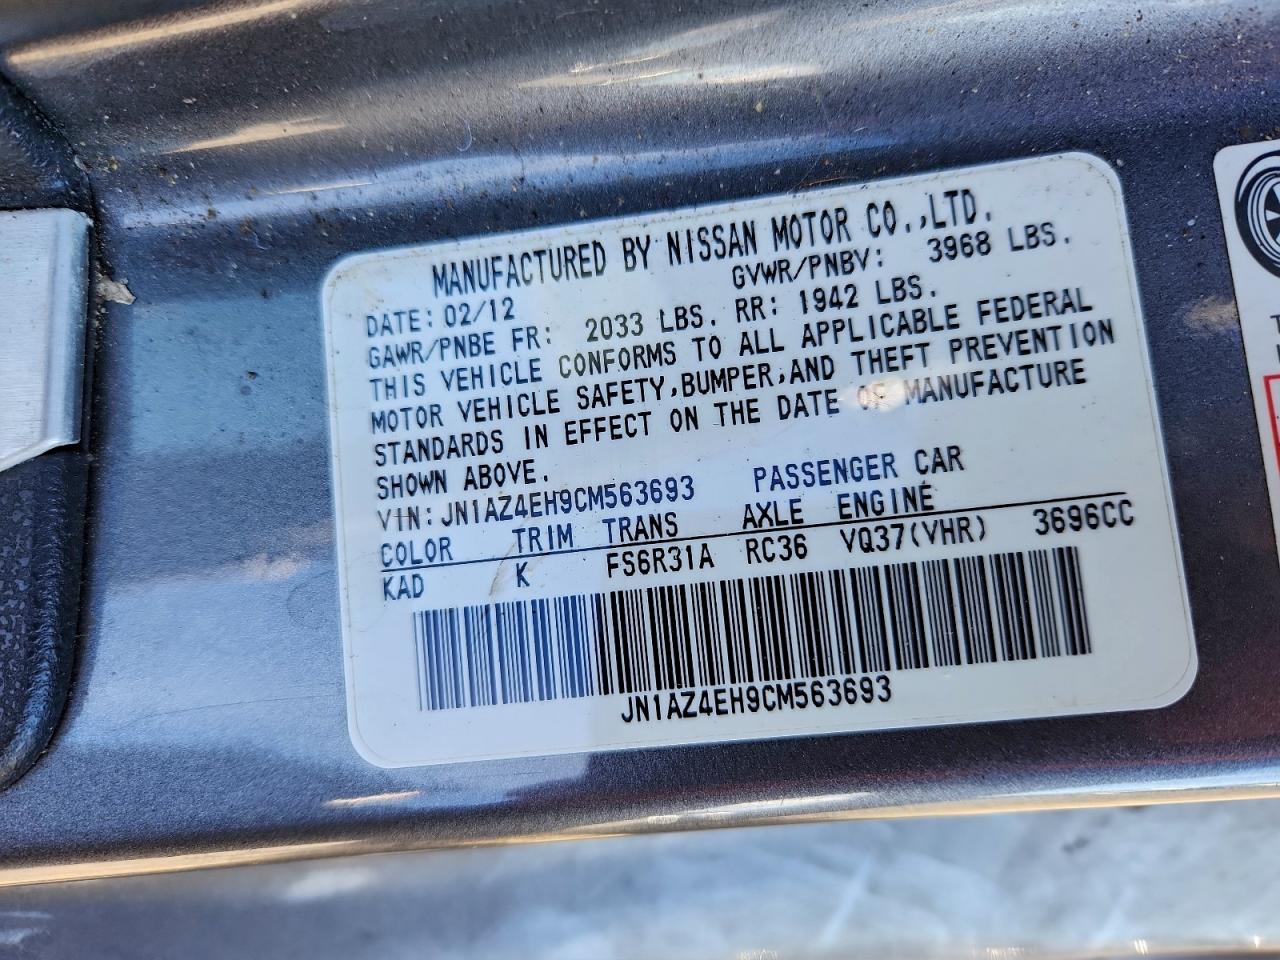 MANUFACTURED BY NISSAN MOTOR CO.,LTD.
DATE: 02/12 GVWR/PNBV: 3968 LBS.
GAWR/PNBE FR: 2033 LBS. RR: 1942 LBS.
THIS VEHICLE CONFORMS TO ALL APPLICABLE FEDERAL
MOTOR VEHICLE SAFETY,BUMPER,AND THEFT PREVENTION
STANDARDS IN EFFECT ON THE DATE OF MANUFACTURE
SHOWN ABOVE.
VIN: JN1AZ4EH9CM563693 PASSENGER CAR
COLOR TRIM TRANS AXLE ENGINE
KAD K FS6R31A RC36 VQ37(VHR) 3696CC
JN1AZ4EH9CM563693